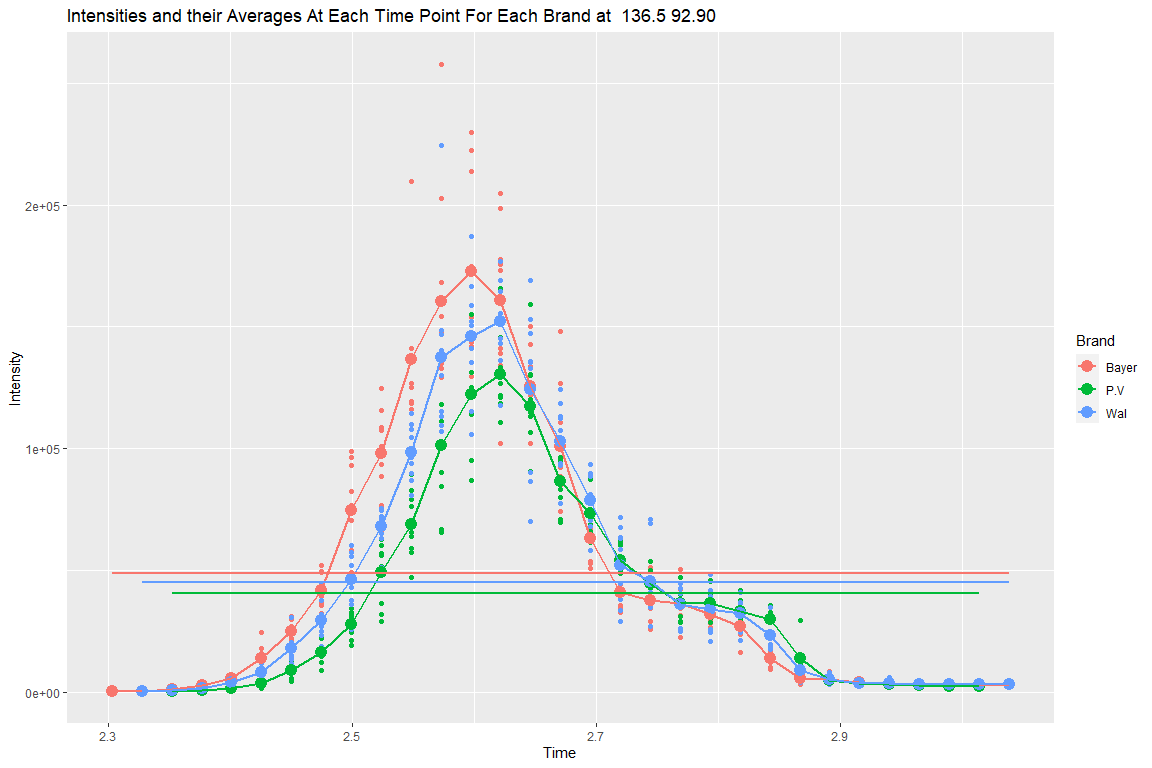 Intensities and their Averages At Each Time Point For Each Brand at  136.5 92.90
Intensity
2e+05
1e+05
0e+00
2.3
2.5
2.7
2.9
Time
Brand
Bayer
P.V
Wal